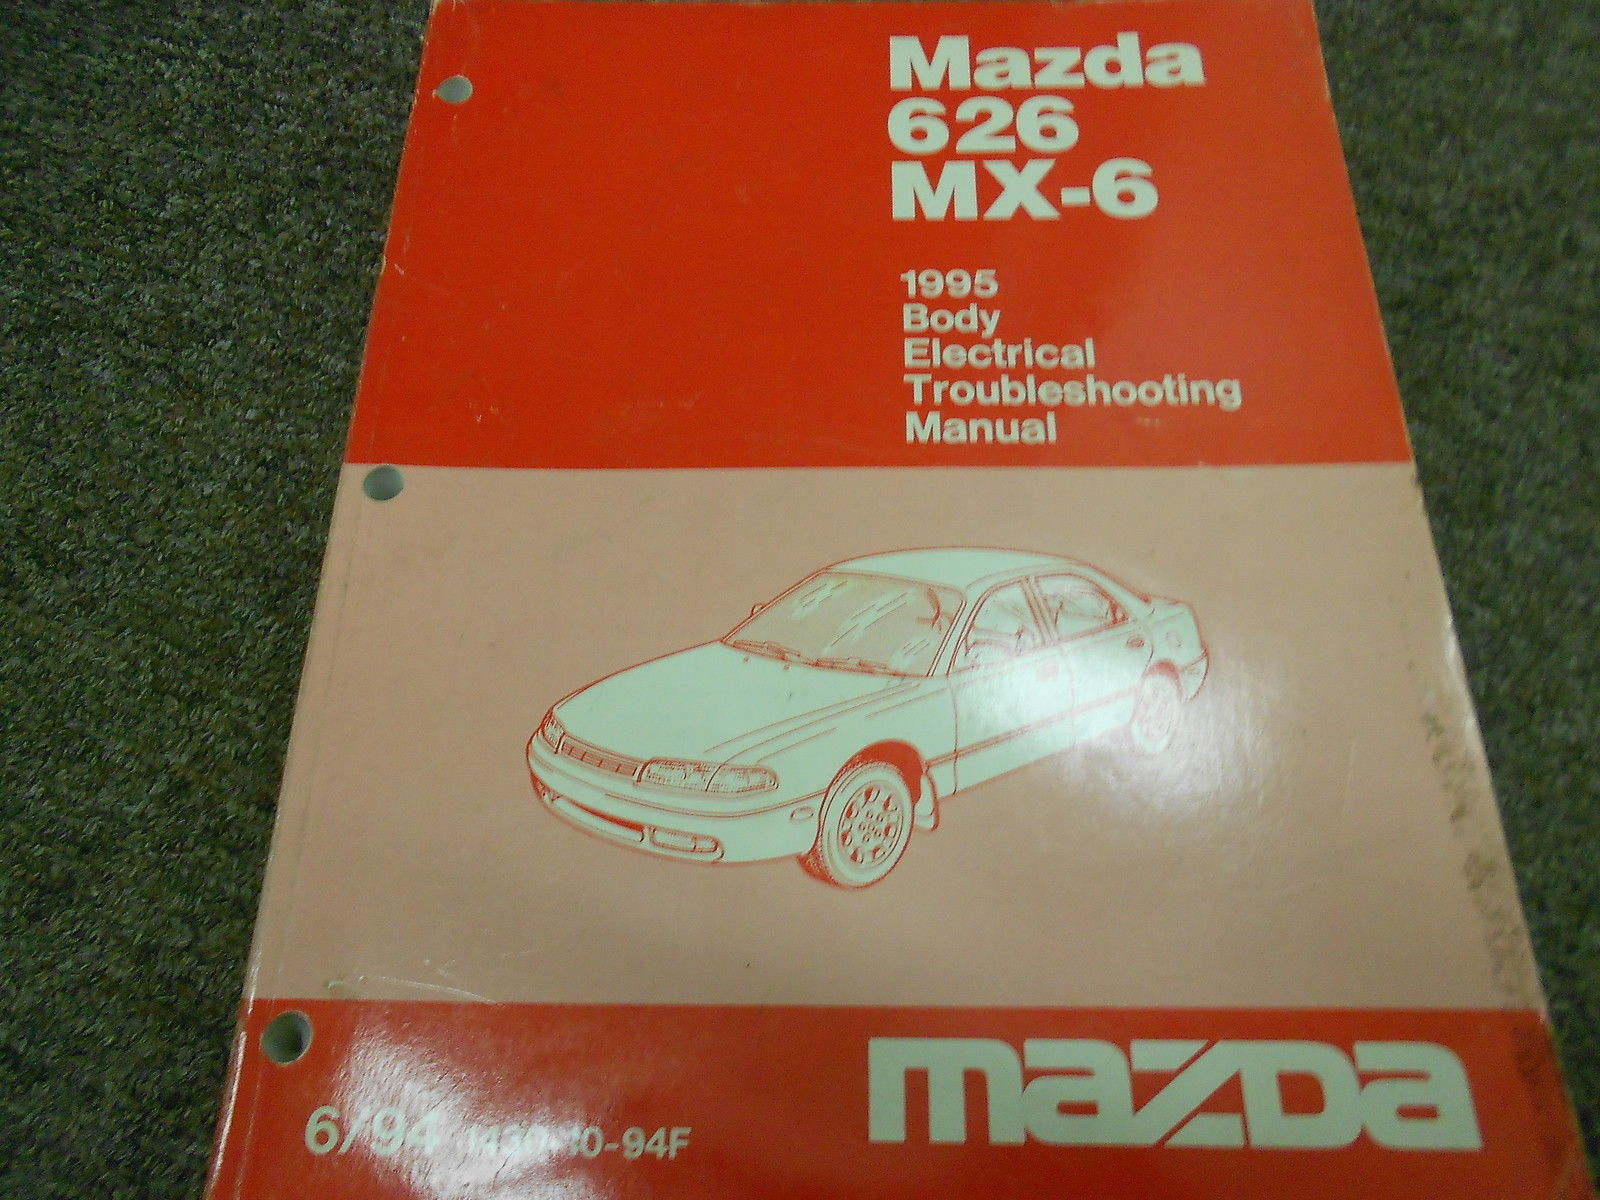 Mazda
626
MX-6
1995
Body
Electrical
Troubleshooting
Manual
mazda
6/94